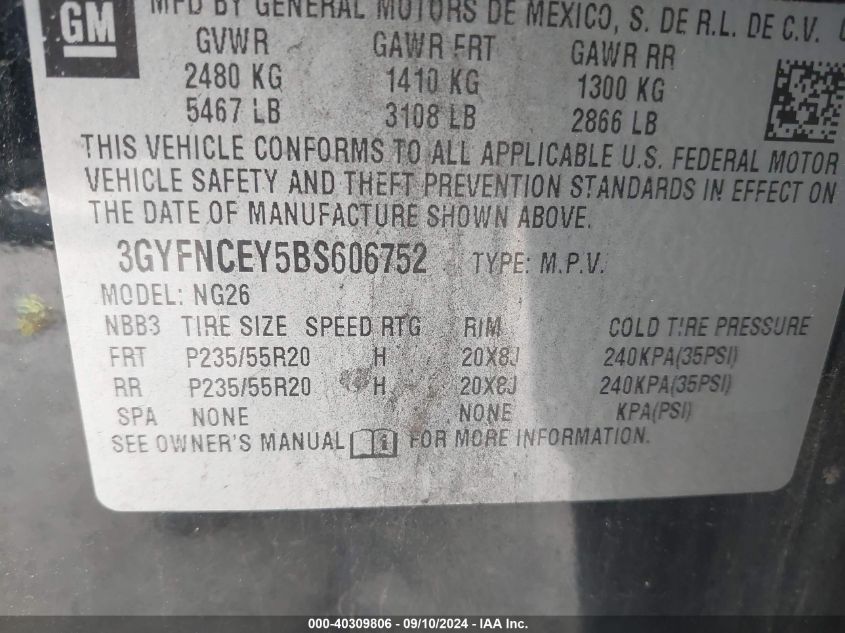 GM
MFD BY GENERAL MOTORS DE MEXICO, S. DE R.L. DE C.V.
GVWR GAWR FRT GAWR RR
2480 KG 1410 KG 1300 KG
5467 LB 3108 LB 2866 LB
THIS VEHICLE CONFORMS TO ALL APPLICABLE U.S. FEDERAL MOTOR
VEHICLE SAFETY AND THEFT PREVENTION STANDARDS IN EFFECT ON
THE DATE OF MANUFACTURE SHOWN ABOVE.
3GYFNCEY5BS606752 TYPE: M.P.V.
MODEL: NG26
NBB3 TIRE SIZE SPEED RTG RIM COLD TIRE PRESSURE
FRT P235/55R20 H 20X8J 240KPA(35PSI)
RR P235/55R20 H 20X8J 240KPA(35PSI)
SPA NONE NONE KPA(PSI)
SEE OWNER'S MANUAL i FOR MORE INFORMATION.
000-40309806 - 09/10/2024 - IAA Inc.